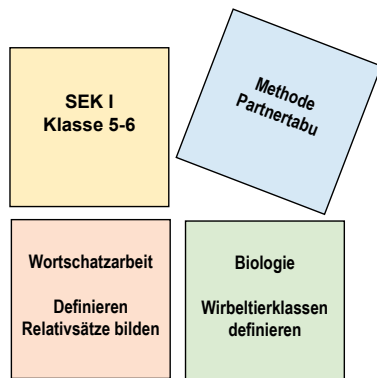 SEK I
Klasse 5-6
Methode
Partnertabu
Wortschatzarbeit
Definieren
Relativsätze bilden
Biologie
Wirbeltierklassen
definieren